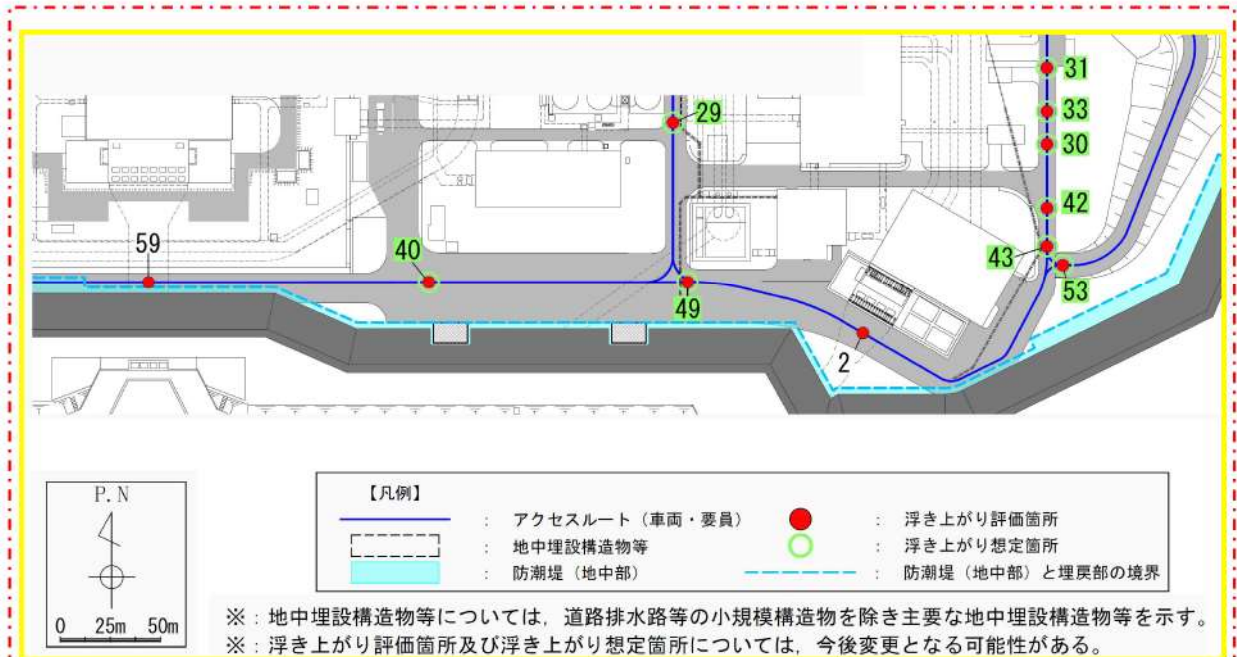 31
33
29
30
42
59
40
43
53
49
2
P.N
0 25m 50m
【凡例】
: アクセスルート（車両・要員）
: 浮き上がり評価箇所
: 地中埋設構造物等
: 浮き上がり想定箇所
: 防潮堤（地中部）
: 防潮堤（地中部）と埋戻部の境界
※：地中埋設構造物等については，道路排水路等の小規模構造物を除き主要な地中埋設構造物等を示す。
※：浮き上がり評価箇所及び浮き上がり想定箇所については，今後変更となる可能性がある。